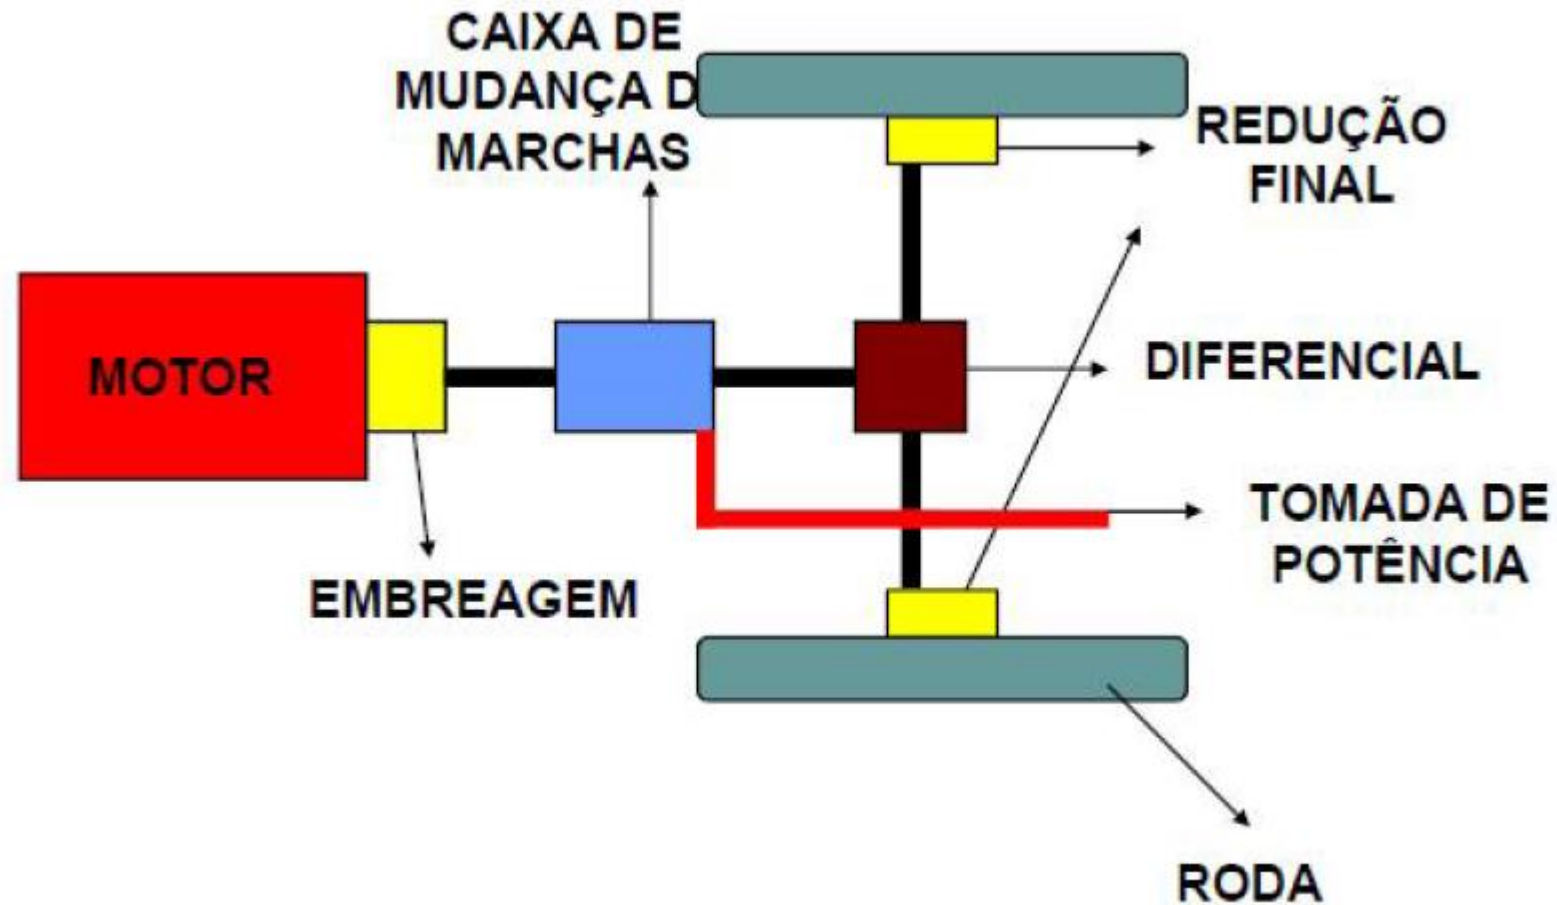 CAIXA DE
MUDANÇA D
MARCHAS
REDUÇÃO
FINAL
MOTOR
DIFERENCIAL
TOMADA DE
POTÊNCIA
EMBREAGEM
RODA